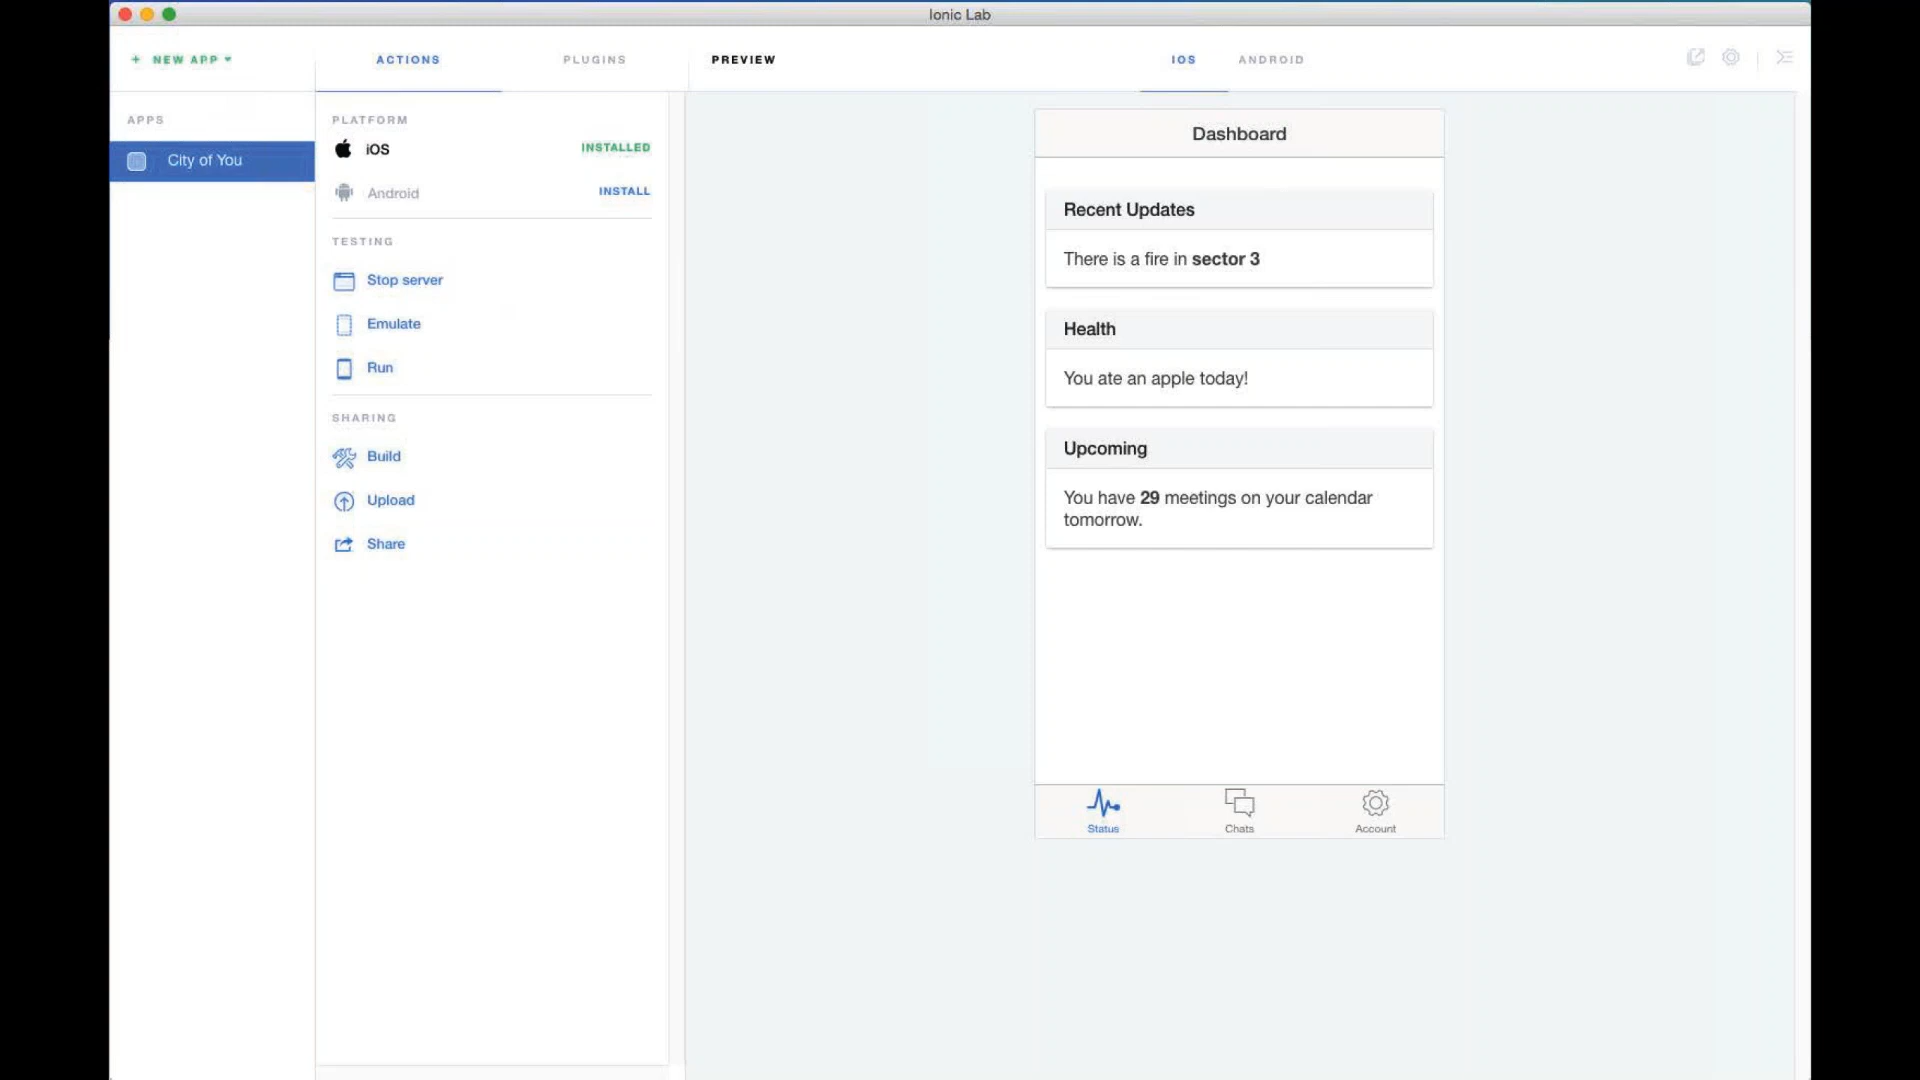 Ionic Lab
+ NEW APP
ACTIONS
PLUGINS
PREVIEW
IOS
ANDROID
APPS
City of You
PLATFORM
iOS
INSTALLED
Android
INSTALL
TESTING
Stop server
Emulate
Run
SHARING
Build
Upload
Share
Dashboard
Recent Updates
There is a fire in sector 3
Health
You ate an apple today!
Upcoming
You have 29 meetings on your calendar
tomorrow.
Status
Chats
Account